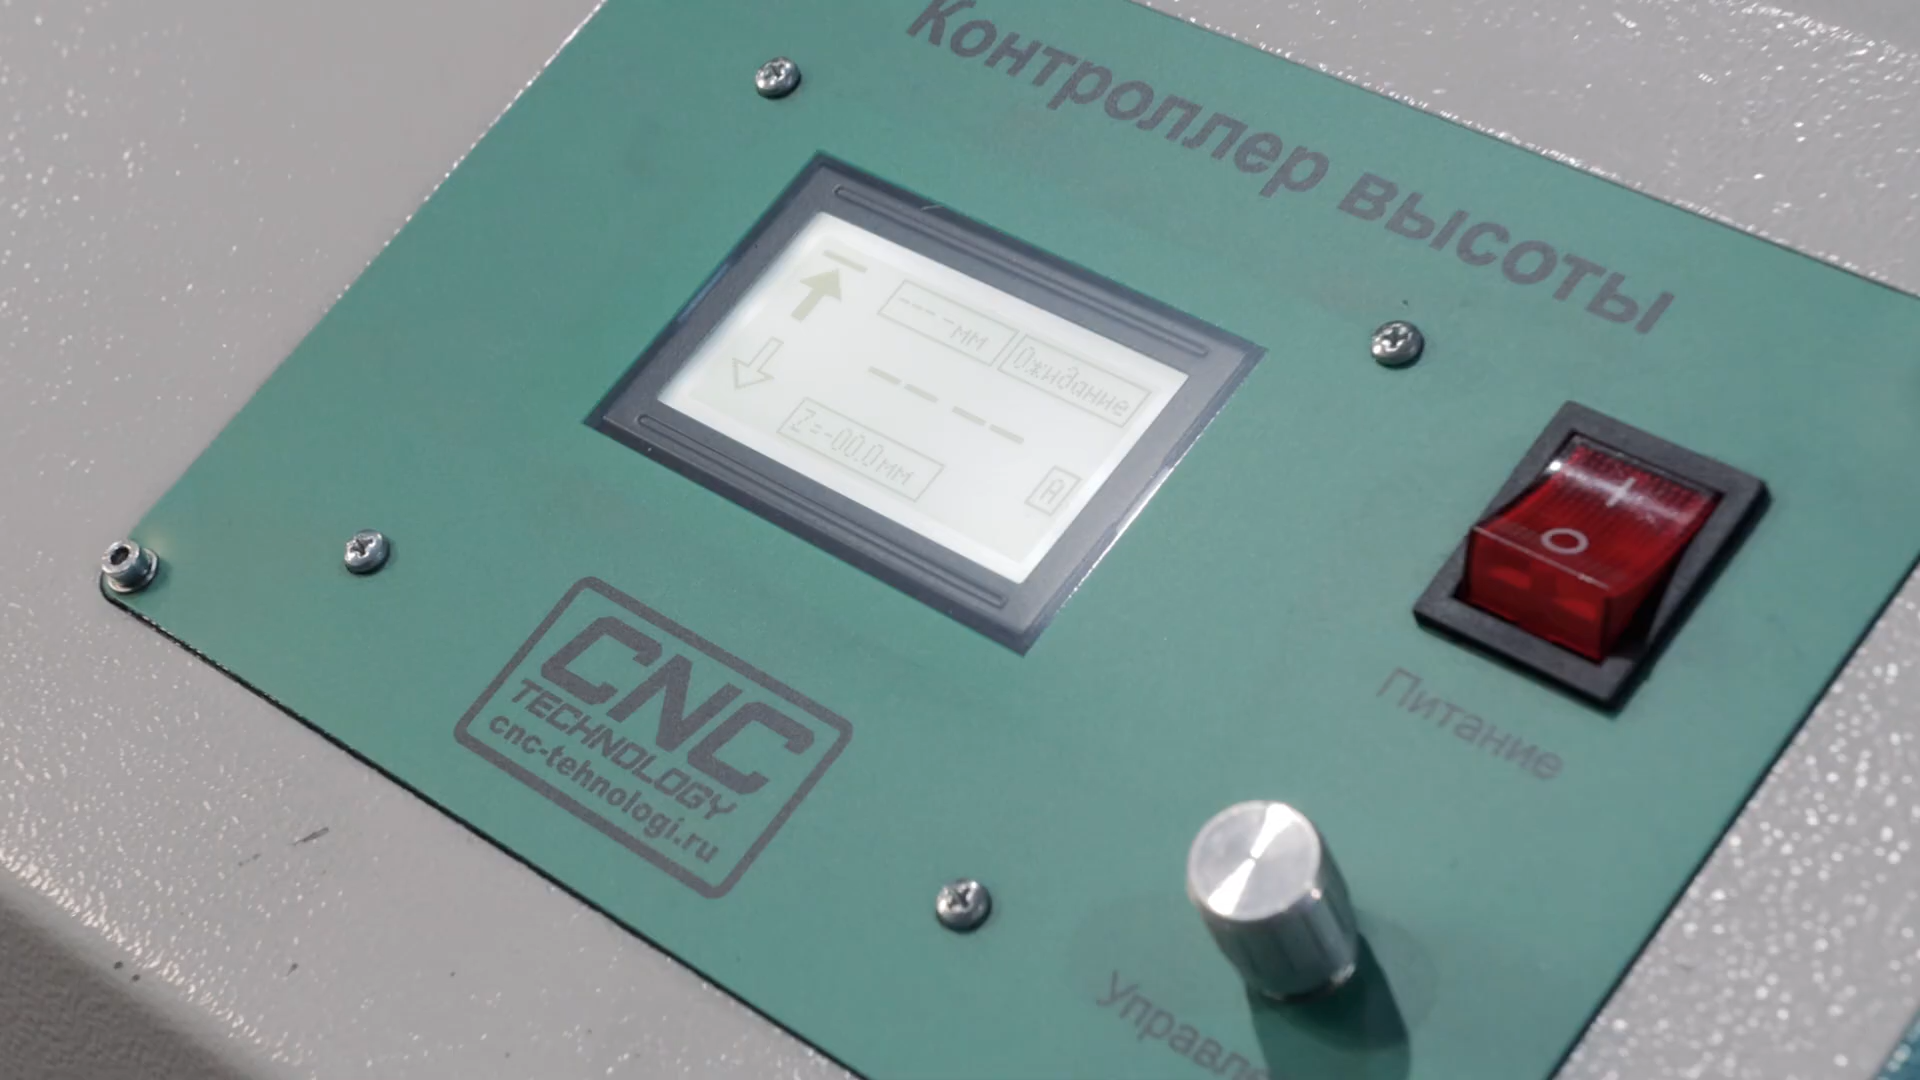 Контроллер высоты
----мм
Ожидание
----
Z=-00.0мм
A
CNC
TECHNOLOGY
cnc-tehnologi.ru
Питание